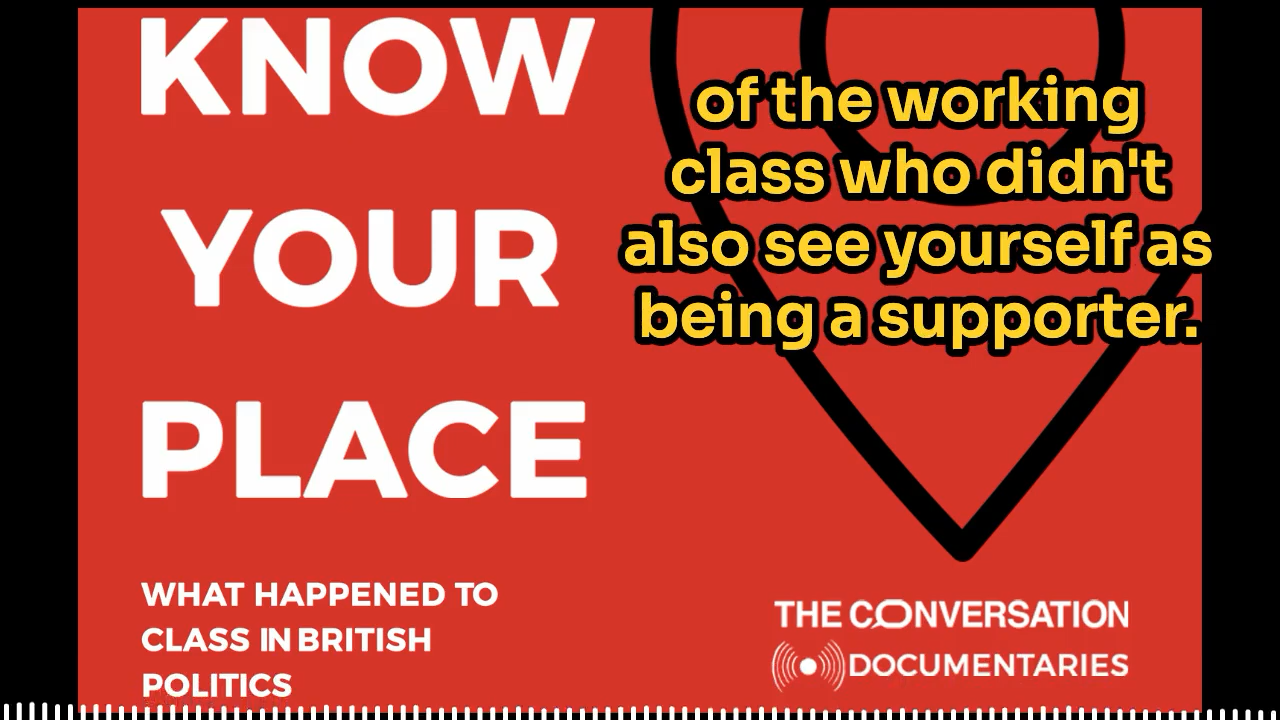 KNOW
YOUR
PLACE
of the working
class who didn't
also see yourself as
being a supporter.
WHAT HAPPENED TO
CLASS IN BRITISH
POLITICS
THE CONVERSATION
DOCUMENTARIES